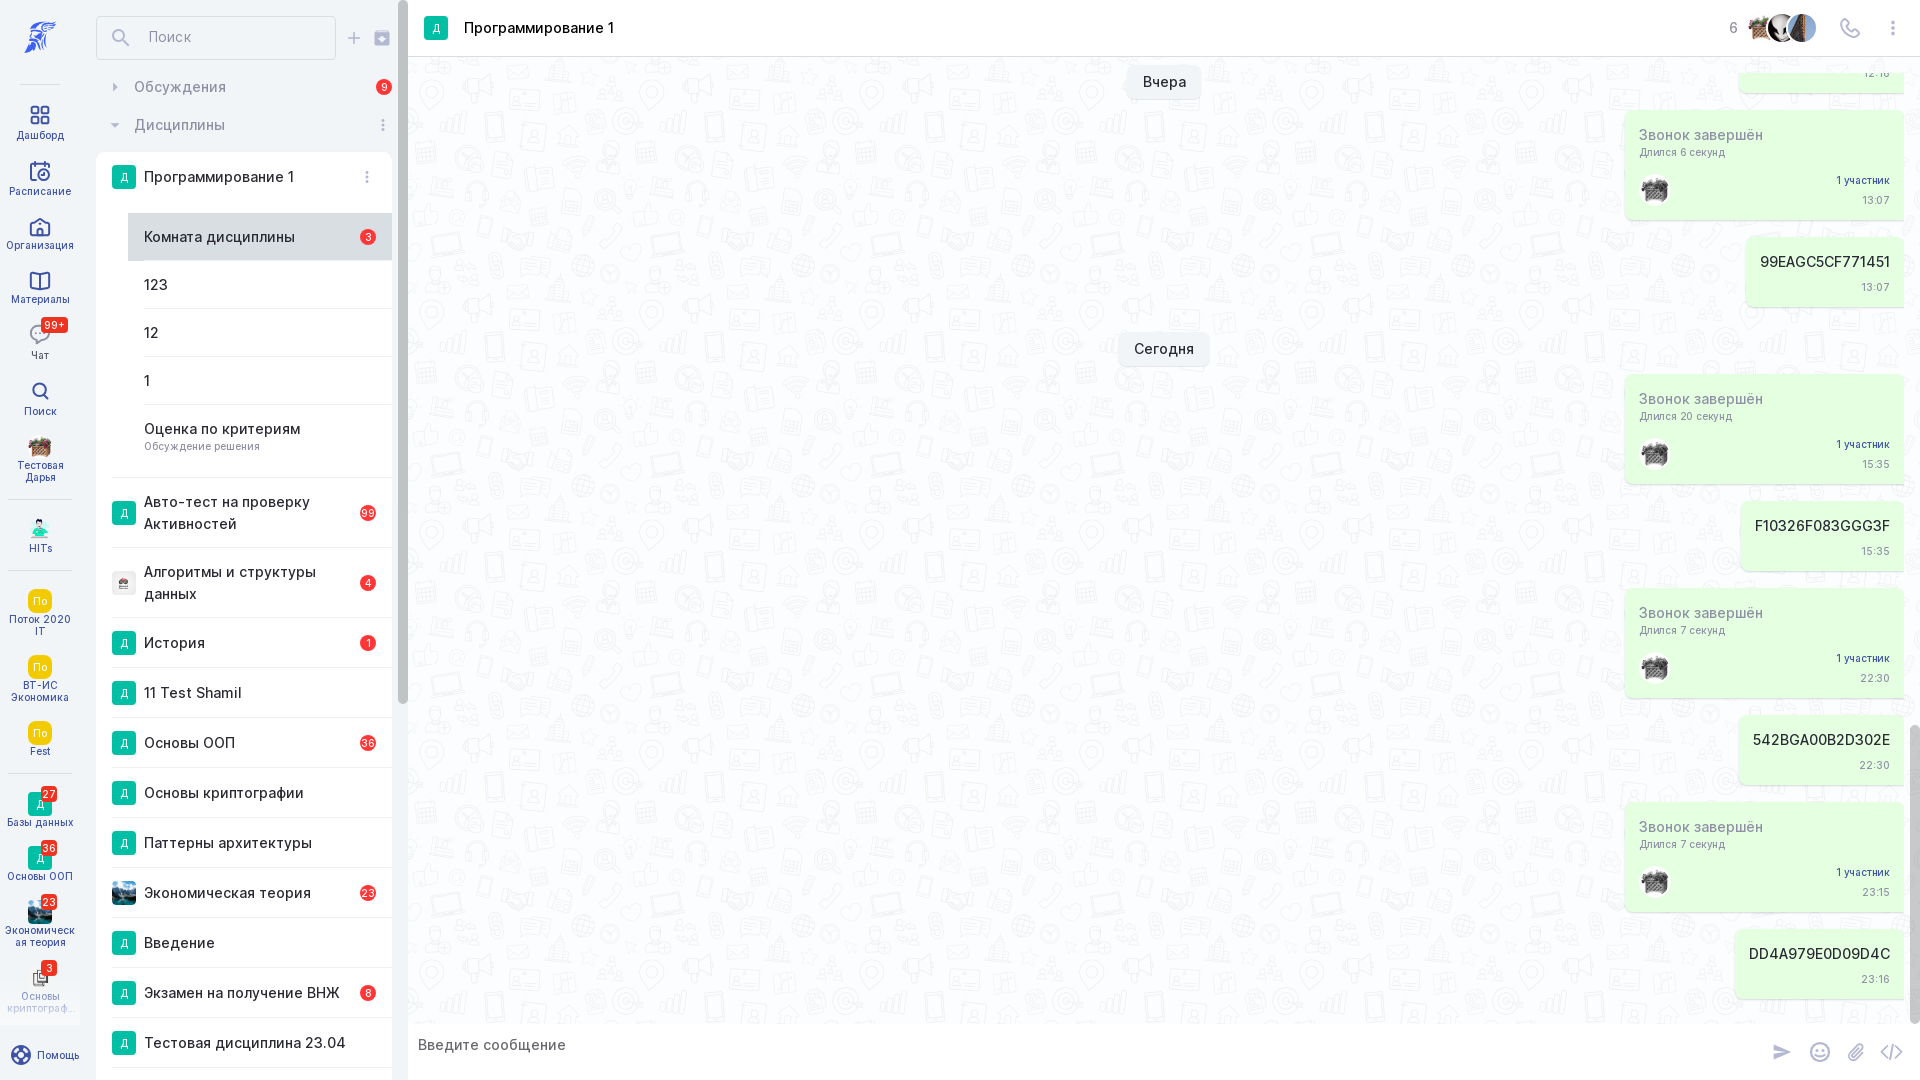 Дашборд
Расписание
Организация
Материалы
99+
Чат
Поиск
Тестовая
Дарья
HITs
По
Поток 2020
IT
По
ВТ-ИС
Экономика
По
Fest
27
Д
Базы данных
36
Д
Основы ООП
23
Экономическ
ая теория
3
Основы
криптограф...
Помощь
Поиск
Обсуждения
9
Дисциплины
Д
Программирование 1
Комната дисциплины
3
123
12
1
Оценка по критериям
Обсуждение решения
Д
Авто-тест на проверку
Активностей
99
Алгоритмы и структуры
данных
4
Д
История
1
Д
11 Test Shamil
Д
Основы ООП
36
Д
Основы криптографии
Д
Паттерны архитектуры
Экономическая теория
23
Д
Введение
Д
Экзамен на получение ВНЖ
8
Д
Тестовая дисциплина 23.04
Д
Программирование 1
6
Вчера
12:16
Звонок завершён
Длился 6 секунд
1 участник
13:07
99EAGC5CF771451
13:07
Сегодня
Звонок завершён
Длился 20 секунд
1 участник
15:35
F10326F083GGG3F
15:35
Звонок завершён
Длился 7 секунд
1 участник
22:30
542BGA00B2D302E
22:30
Звонок завершён
Длился 7 секунд
1 участник
23:15
DD4A979E0D09D4C
23:16
Введите сообщение